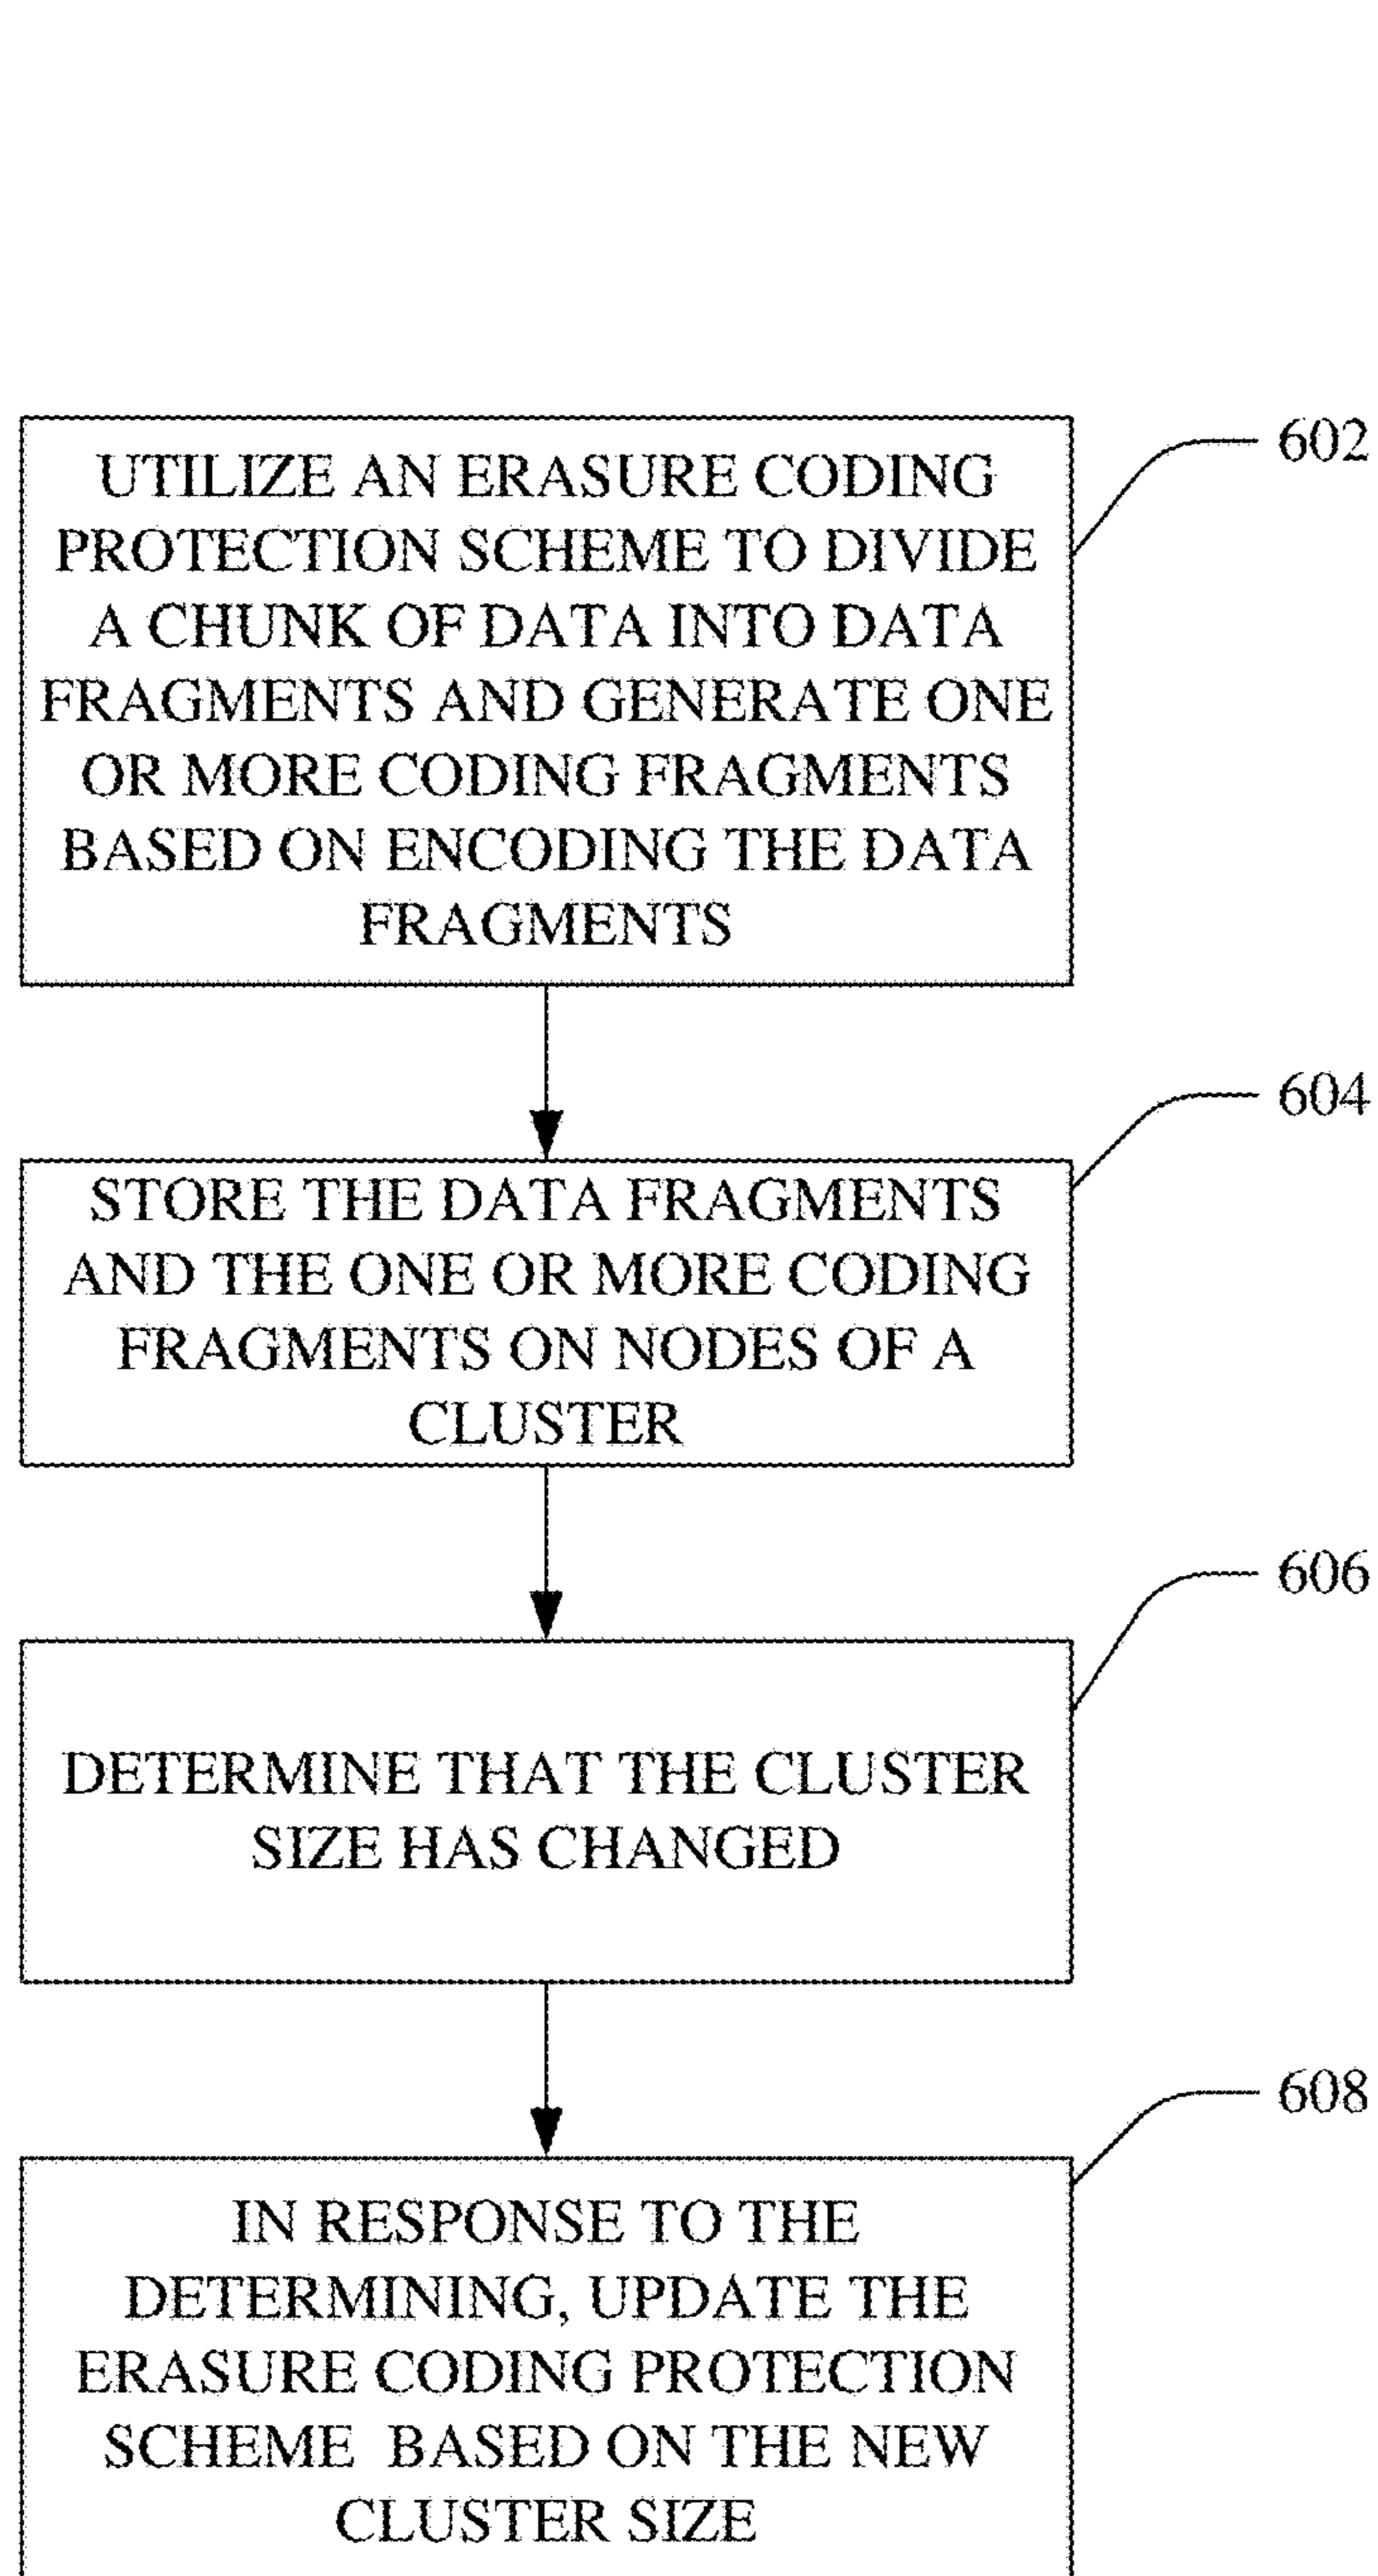 602
UTILIZE AN ERASURE CODING
PROTECTION SCHEME TO DIVIDE
A CHUNK OF DATA INTO DATA
FRAGMENTS AND GENERATE ONE
OR MORE CODING FRAGMENTS
BASED ON ENCODING THE DATA
FRAGMENTS
604
STORE THE DATA FRAGMENTS
AND THE ONE OR MORE CODING
FRAGMENTS ON NODES OF A
CLUSTER
606
DETERMINE THAT THE CLUSTER
SIZE HAS CHANGED
608
IN RESPONSE TO THE
DETERMINING, UPDATE THE
ERASURE CODING PROTECTION
SCHEME BASED ON THE NEW
CLUSTER SIZE